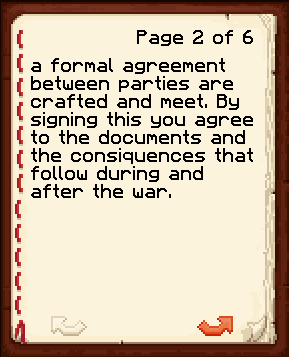 Page 2 of 6
a formal agreement
between parties are
crafted and meet. By
signing this you agree
to the documents and
the consiquences that
follow during and
after the war.